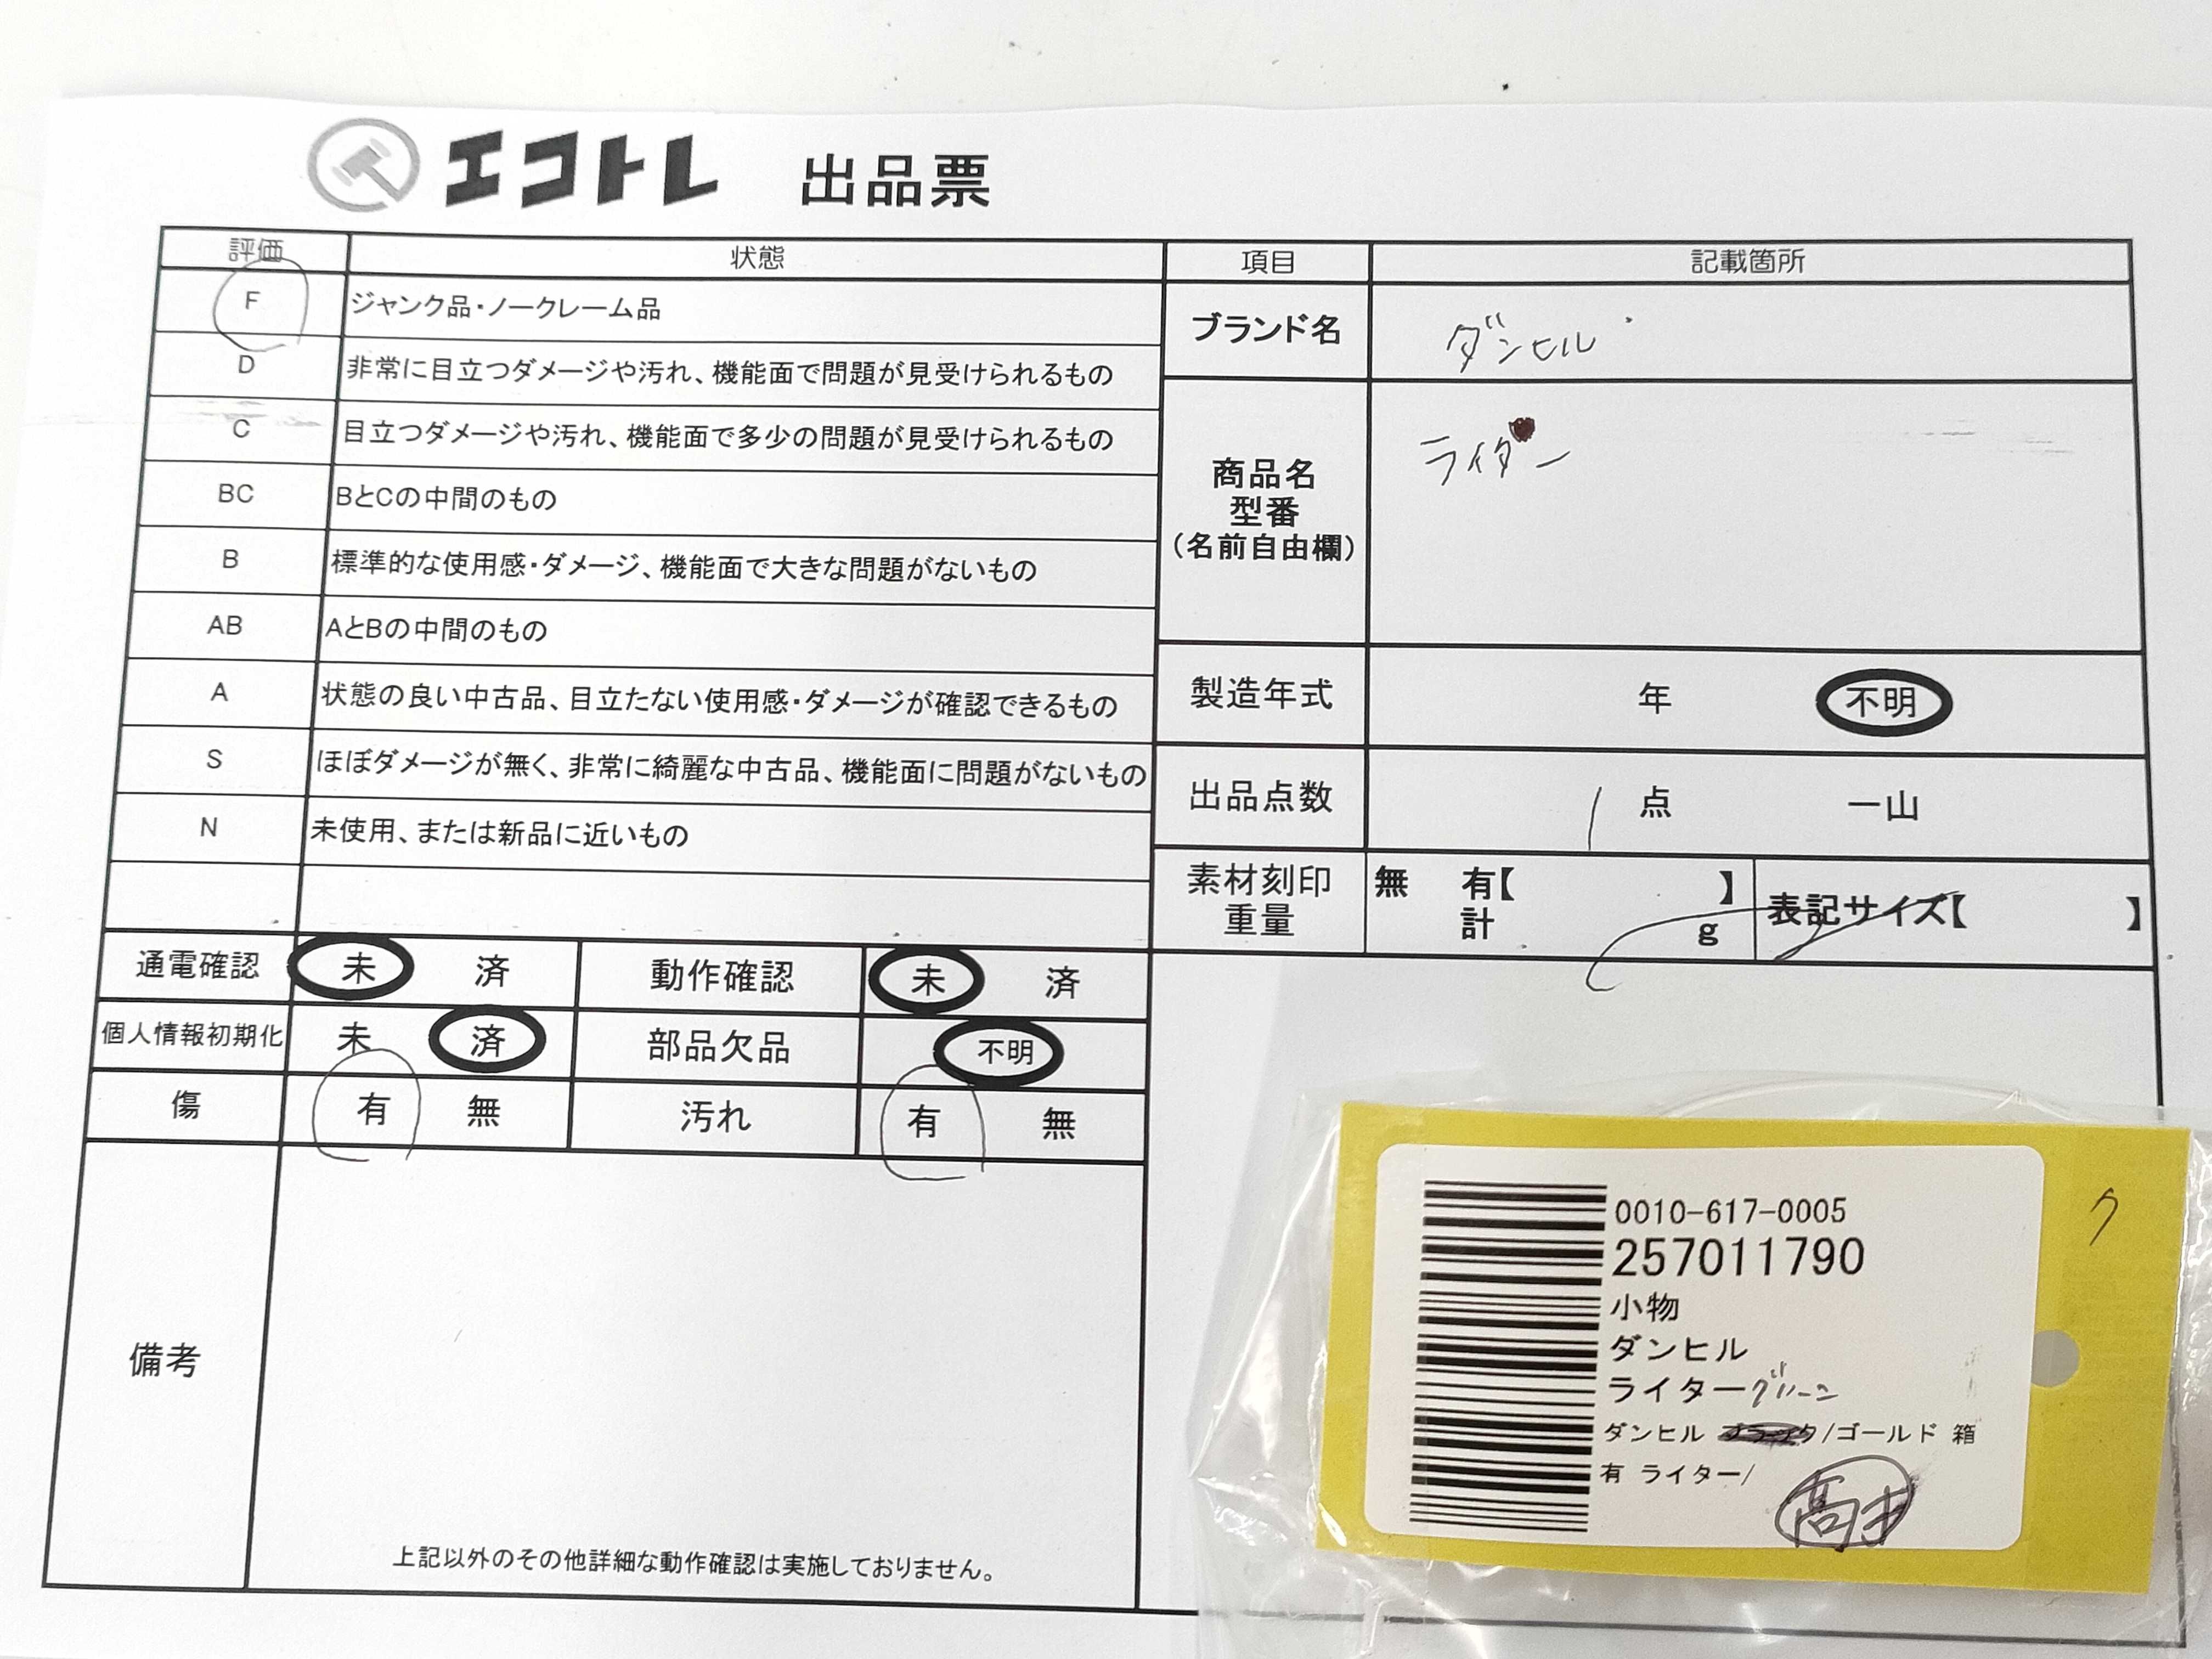 エコトレ 出品票
評価 状態
F ジャンク品・ノークレーム品
D 非常に目立つダメージや汚れ、機能面で問題が見受けられるもの
C 目立つダメージや汚れ、機能面で多少の問題が見受けられるもの
BC BとCの中間のもの
B 標準的な使用感・ダメージ、機能面で大きな問題がないもの
AB AとBの中間のもの
A 状態の良い中古品、目立たない使用感・ダメージが確認できるもの
S ほぼダメージが無く、非常に綺麗な中古品、機能面に問題がないもの
N 未使用、または新品に近いもの
通電確認 未 済 動作確認 未 済
個人情報初期化 未 済 部品欠品 不明
傷 有 無 汚れ 有 無
備考
上記以外のその他詳細な動作確認は実施しておりません。
項目 記載箇所
ブランド名 ダンヒル
商品名
型番
(名前自由欄)
ライター
製造年式 年 不明
出品点数 1 点 一山
素材刻印
重量
無 有【 】
計 g
表記サイズ【 】
0010-617-0005
257011790
小物
ダンヒル
ライターグリーン
ダンヒル /ゴールド 箱
有 ライター/
ク